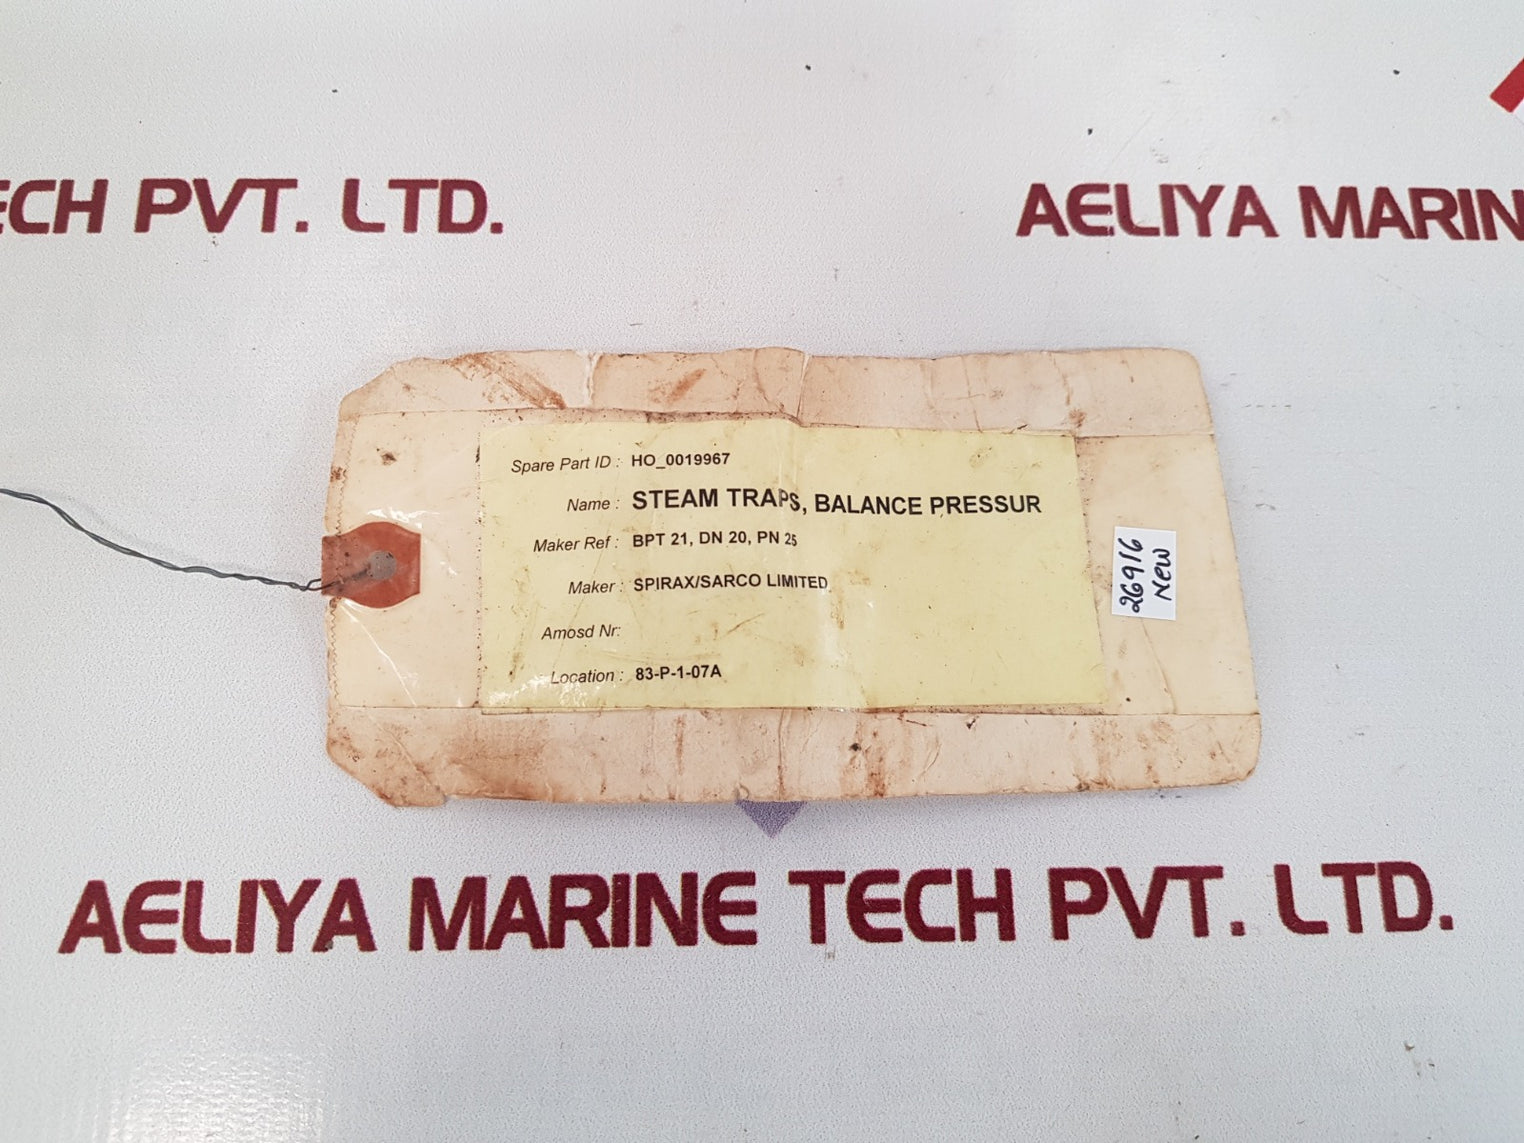 ECH PVT. LTD.
AELIYA MARIN
Spare Part ID : HO_0019967
Name : STEAM TRAPS, BALANCE PRESSUR
Maker Ref : BPT 21, DN 20, PN 25
Maker : SPIRAX/SARCO LIMITED
Amosd Nr:
Location : 83-P-1-07A
26916
New
AELIYA MARINE TECH PVT. LTD.